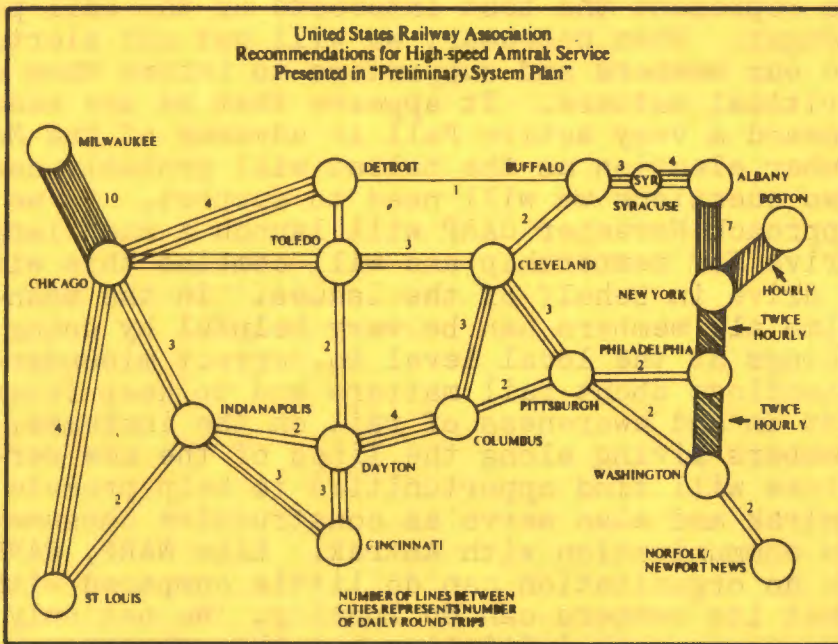 United States Railway Association
Recommendations for High-speed Amtrak Service
Presented in "Preliminary System Plan"
MILWAUKEE
DETROIT
BUFFALO
3
4
SYR
SYRACUSE
ALBANY
BOSTON
10
4
1
2
TOLEDO
3
CHICAGO
CLEVELAND
NEW YORK
HOURLY
TWICE
HOURLY
3
2
3
3
PHILADELPHIA
2
INDIANAPOLIS
2
4
2
PITTSBURGH
2
TWICE
HOURLY
4
COLUMBUS
WASHINGTON
2
3
DAYTON
3
2
CINCINNATI
NORFOLK,
NEWPORT NEWS
ST LOUIS
NUMBER OF LINES BETWEEN
CITIES REPRESENTS NUMBER
OF DAILY ROUND TRIPS